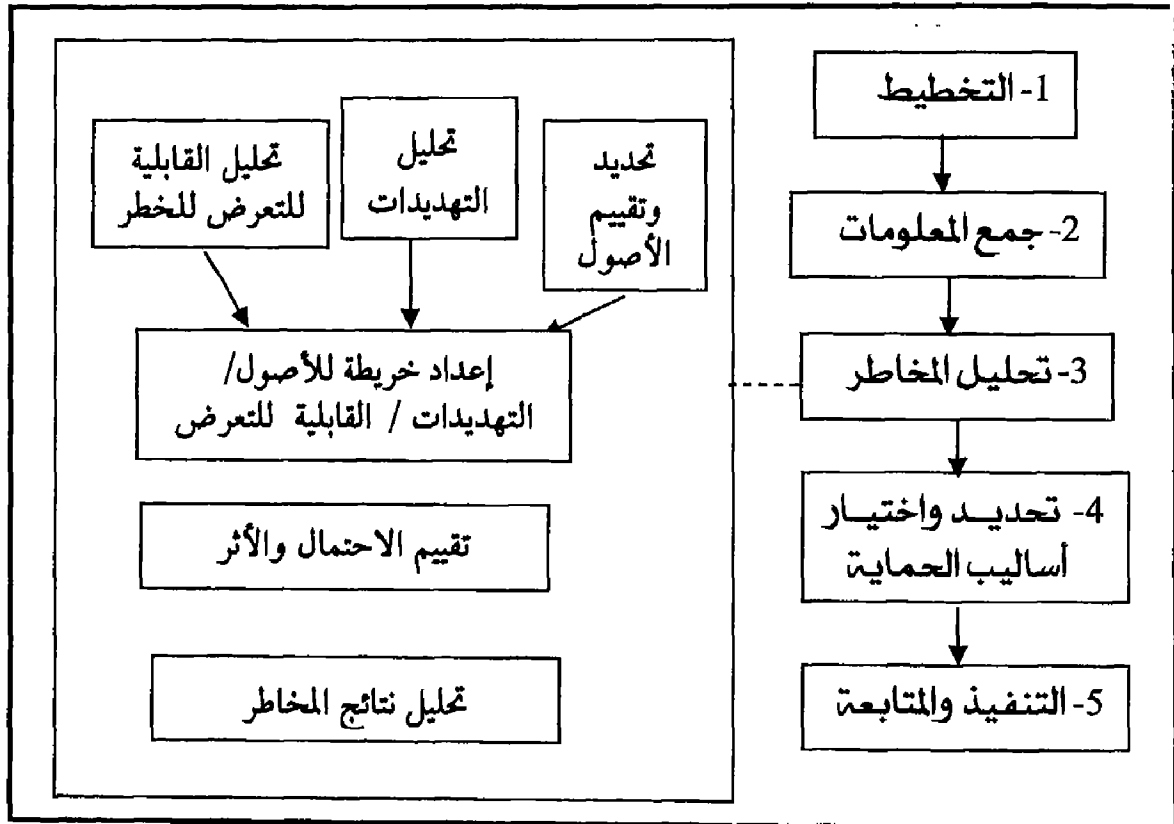 1- التخطيط
2- جمع المعلومات
3- تحليل المخاطر
4- تحديد واختيار
أساليب الحماية
5- التنفيذ والمتابعة
تحديد
وتقييم
الأصول
تحليل
التهديدات
تحليل القابلية
للتعرض للخطر
إعداد خريطة للأصول/
التهديدات / القابلية للتعرض
تقييم الاحتمال والأثر
تحليل نتائج المخاطر